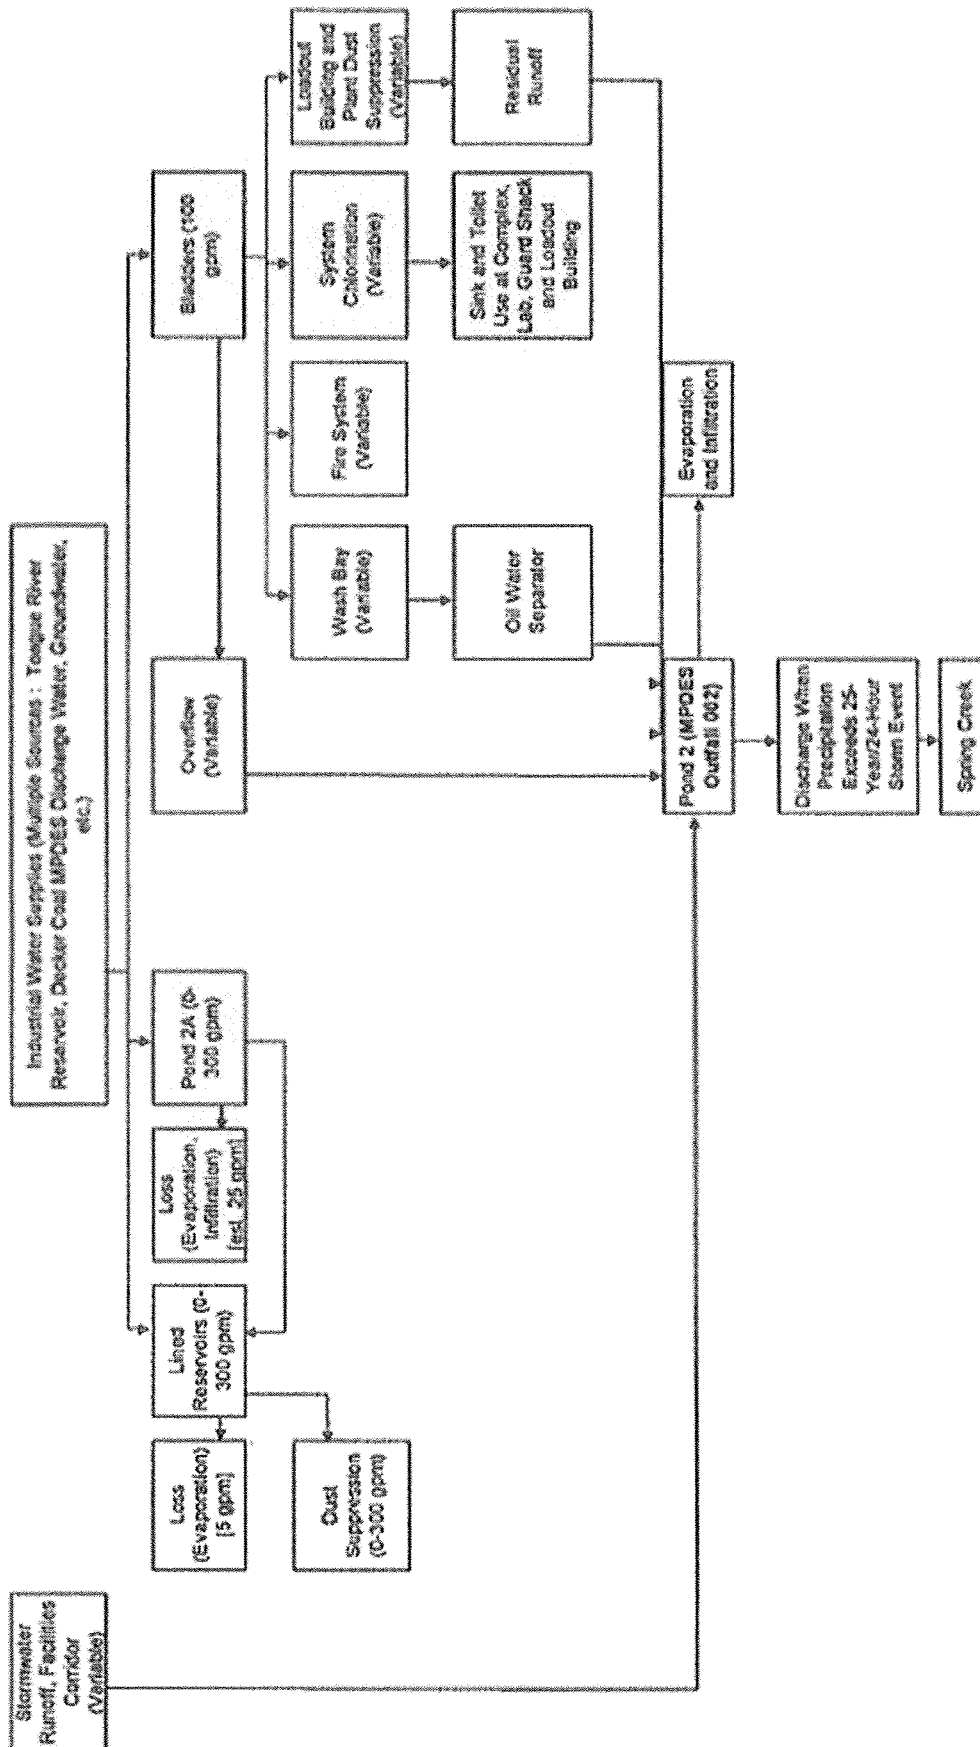 Stormwater
Runoff, Facilities
Corridor
(Variable)
Industrial Water Supplies (Multiple Sources : Tongue River
Reservoir, Decker Coal MPDES Discharge Water, Groundwater,
etc.)
Loss
(Evaporation)
[5 gpm]
Lined
Reservoirs (0-
300 gpm)
Loss
(Evaporation,
Infiltration)
[est. 25 gpm]
Pond 2A (0-
300 gpm)
Overflow
(Variable)
Bladders (100
gpm)
Dust
Suppression
(0-300 gpm)
Wash Bay
(Variable)
Fire System
(Variable)
System
Chlorination
(Variable)
Loadout
Building and
Plant Dust
Suppression
(Variable)
Oil Water
Separator
Sink and Toilet
Use at Complex,
Lab, Guard Shack
and Loadout
Building
Residual
Runoff
Pond 2 (MPDES
Outfall 002)
Evaporation
and Infiltration
Discharge When
Precipitation
Exceeds 25-
Year/24-Hour
Storm Event
Spring Creek